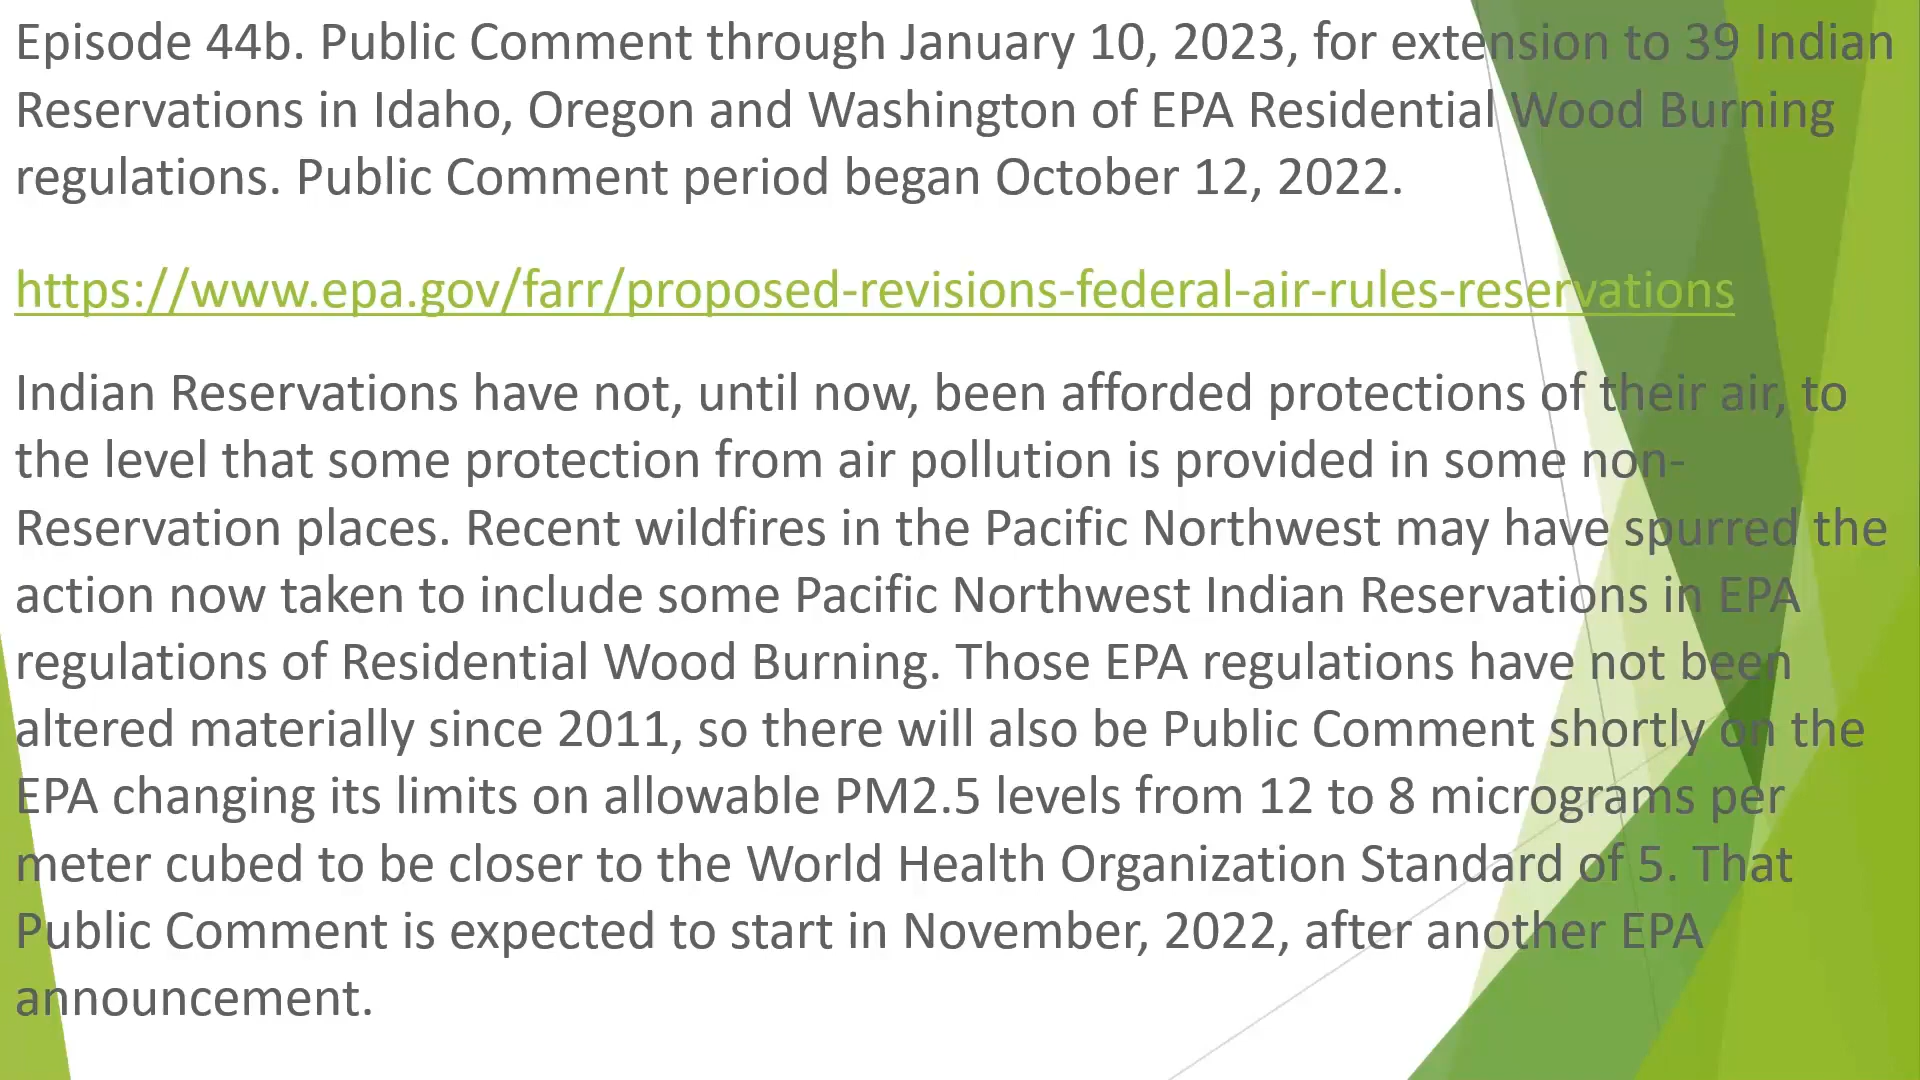 Episode 44b. Public Comment through January 10, 2023, for extension to 39 Indian
Reservations in Idaho, Oregon and Washington of EPA Residential Wood Burning
regulations. Public Comment period began October 12, 2022.
https://www.epa.gov/farr/proposed-revisions-federal-air-rules-reservations
Indian Reservations have not, until now, been afforded protections of their air, to
the level that some protection from air pollution is provided in some non-
Reservation places. Recent wildfires in the Pacific Northwest may have spurred the
action now taken to include some Pacific Northwest Indian Reservations in EPA
regulations of Residential Wood Burning. Those EPA regulations have not been
altered materially since 2011, so there will also be Public Comment shortly on the
EPA changing its limits on allowable PM2.5 levels from 12 to 8 micrograms per
meter cubed to be closer to the World Health Organization Standard of 5. That
Public Comment is expected to start in November, 2022, after another EPA
announcement.